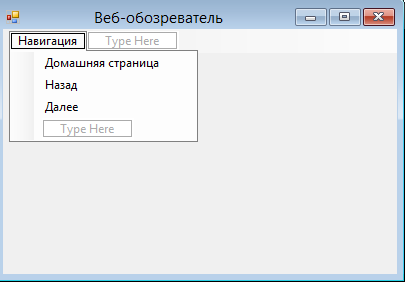 Веб-обозреватель
Навигация Type Here
Домашняя страница
Назад
Далее
Type Here